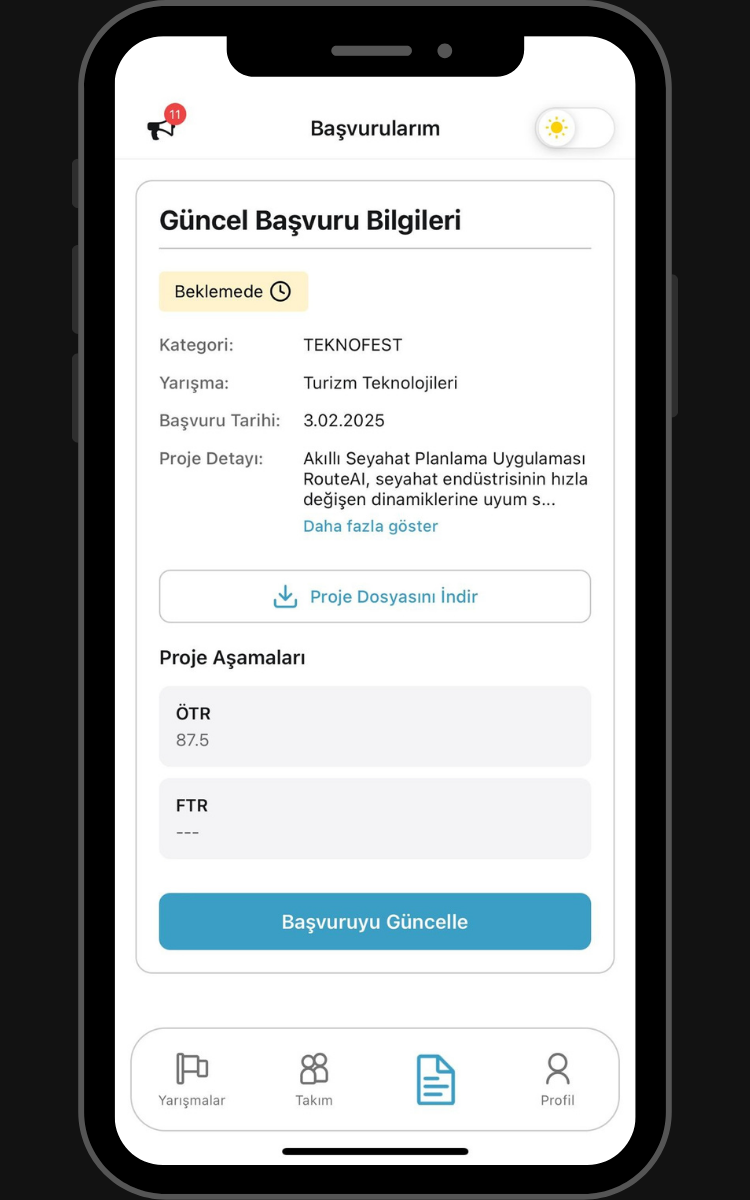 11
Başvurularım
Güncel Başvuru Bilgileri
Beklemede
Kategori: TEKNOFEST
Yarışma: Turizm Teknolojileri
Başvuru Tarihi: 3.02.2025
Proje Detayı: Akıllı Seyahat Planlama Uygulaması
RouteAI, seyahat endüstrisinin hızla
değişen dinamiklerine uyum s...
Daha fazla göster
Proje Dosyasını İndir
Proje Aşamaları
ÖTR
87.5
FTR
---
Başvuruyu Güncelle
Yarışmalar Takım Profil